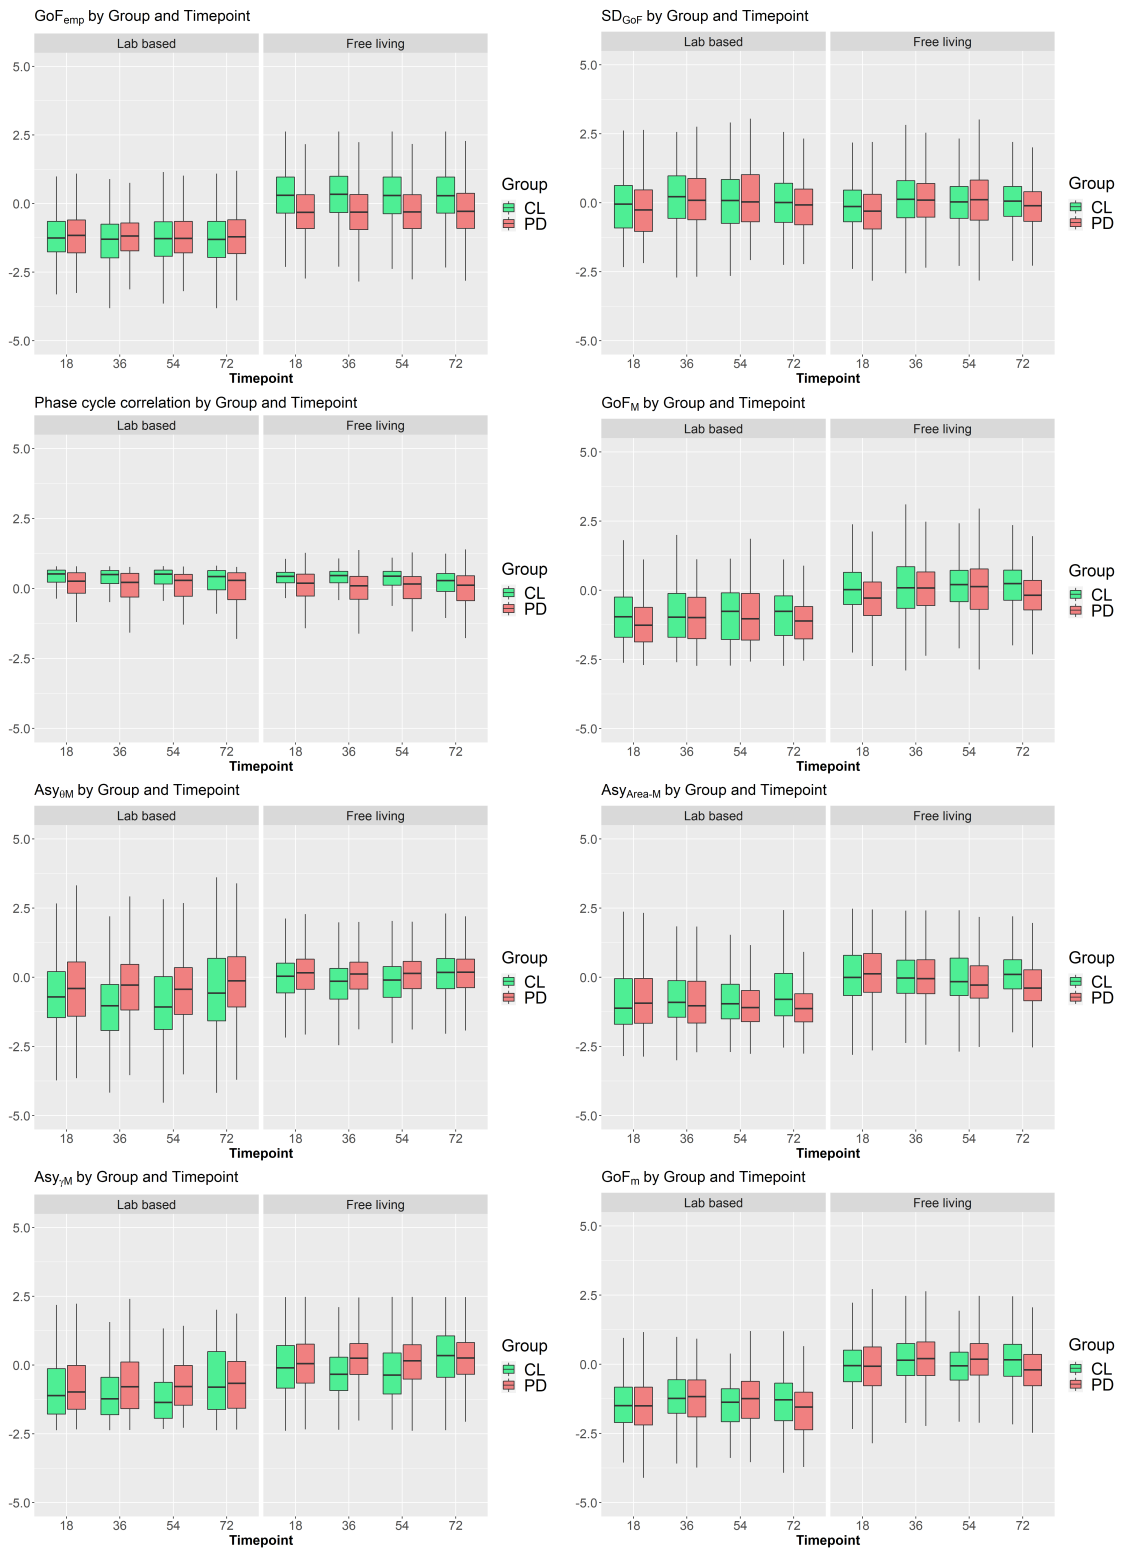 GoFemp by Group and Timepoint
Lab based Free living
5.0
2.5
0.0
-2.5
-5.0
18 36 54 72 18 36 54 72
Timepoint
Group
CL
PD
SDGoF by Group and Timepoint
Lab based Free living
5.0
2.5
0.0
-2.5
-5.0
18 36 54 72 18 36 54 72
Timepoint
Group
CL
PD
Phase cycle correlation by Group and Timepoint
Lab based Free living
5.0
2.5
0.0
-2.5
-5.0
18 36 54 72 18 36 54 72
Timepoint
Group
CL
PD
GoFM by Group and Timepoint
Lab based Free living
5.0
2.5
0.0
-2.5
-5.0
18 36 54 72 18 36 54 72
Timepoint
Group
CL
PD
AsyθM by Group and Timepoint
Lab based Free living
5.0
2.5
0.0
-2.5
-5.0
18 36 54 72 18 36 54 72
Timepoint
Group
CL
PD
AsyArea-M by Group and Timepoint
Lab based Free living
5.0
2.5
0.0
-2.5
-5.0
18 36 54 72 18 36 54 72
Timepoint
Group
CL
PD
AsyγM by Group and Timepoint
Lab based Free living
5.0
2.5
0.0
-2.5
-5.0
18 36 54 72 18 36 54 72
Timepoint
Group
CL
PD
GoFm by Group and Timepoint
Lab based Free living
5.0
2.5
0.0
-2.5
-5.0
18 36 54 72 18 36 54 72
Timepoint
Group
CL
PD